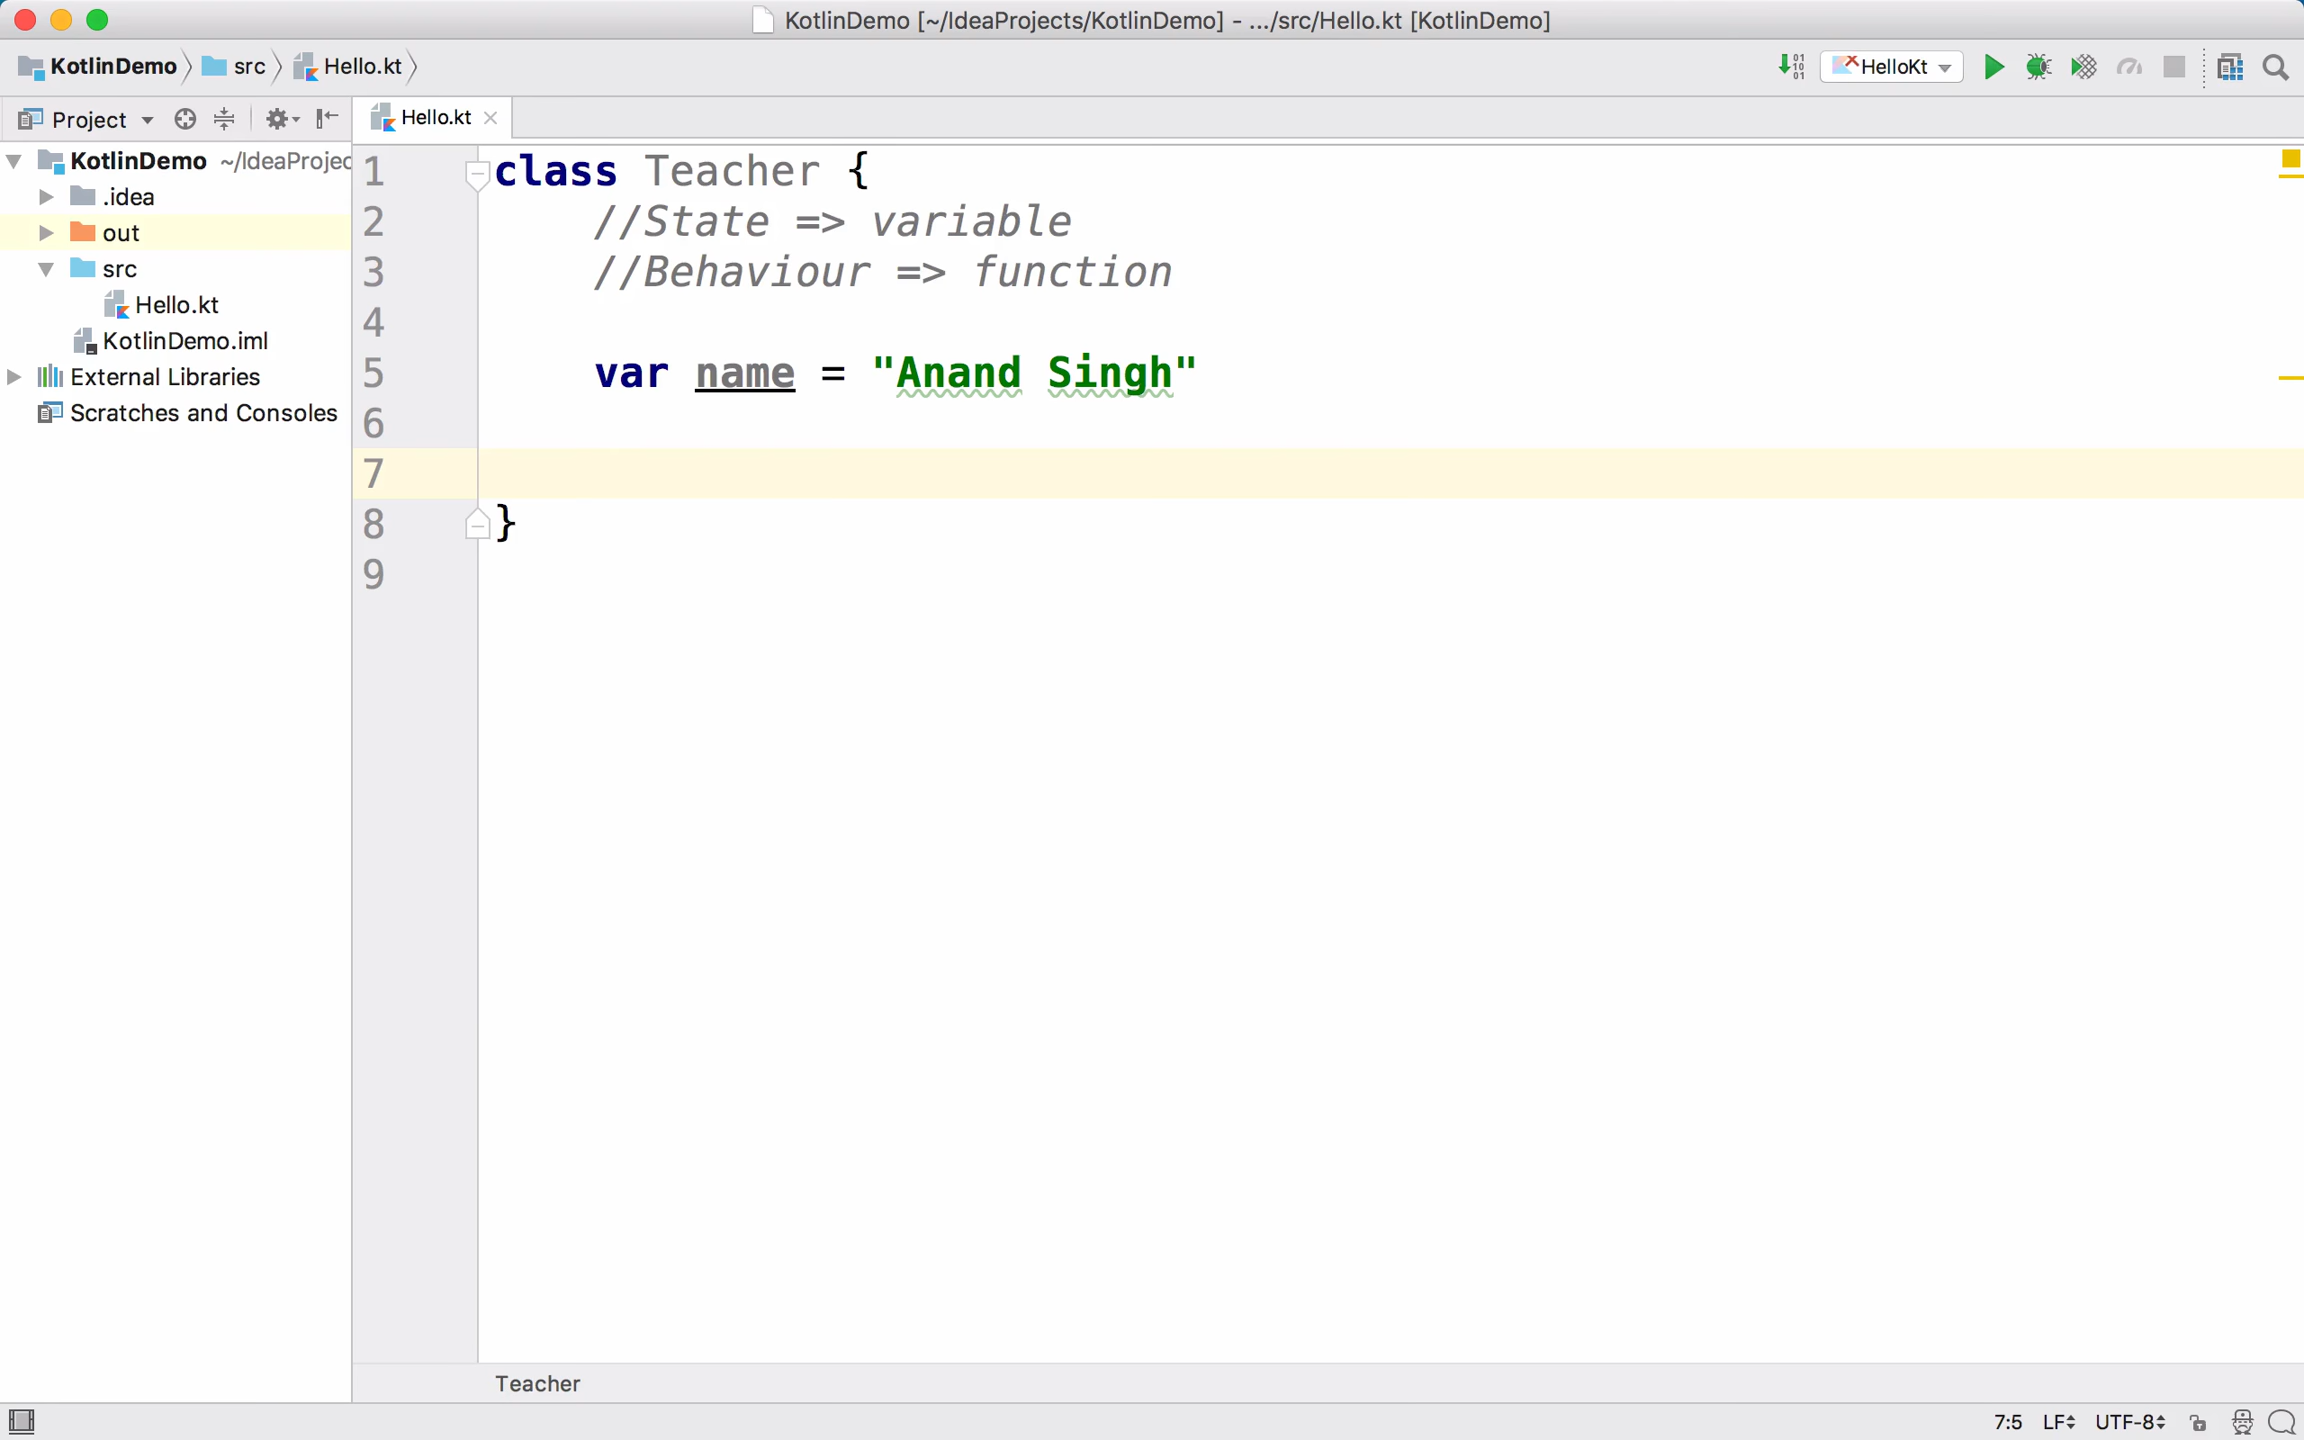 KotlinDemo [~/IdeaProjects/KotlinDemo] - .../src/Hello.kt [KotlinDemo]
KotlinDemo src Hello.kt HelloKt
Project Hello.kt
KotlinDemo ~/IdeaProjec
.idea
out
src
Hello.kt
KotlinDemo.iml
External Libraries
Scratches and Consoles
1 class Teacher {
2 //State => variable
3 //Behaviour => function
4
5 var name = "Anand Singh"
6
7
8 }
9
Teacher
7:5 LF UTF-8